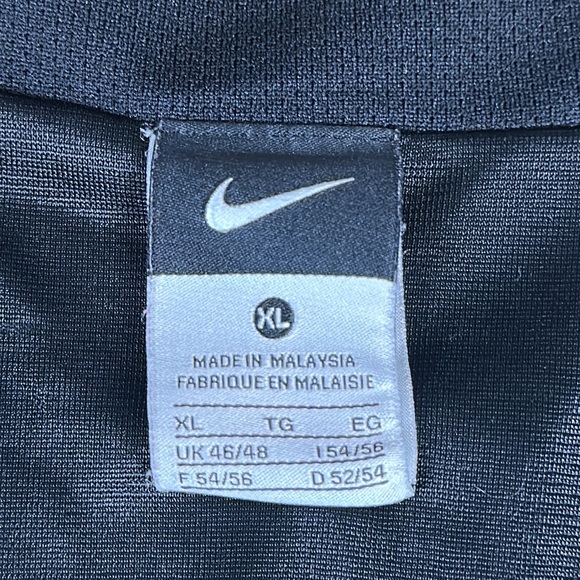 XL
MADE IN MALAYSIA
FABRIQUE EN MALAISIE
XL TG EG
UK 46/48 I 54/56
F 54/56 D 52/54